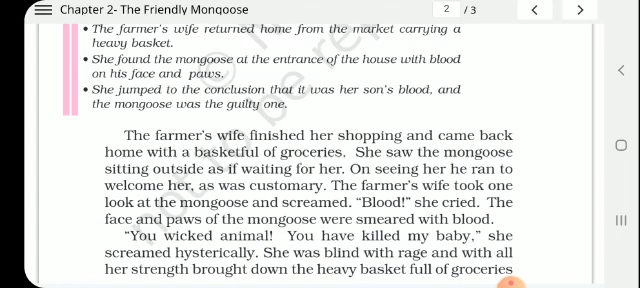 Chapter 2- The Friendly Mongoose
2 / 3
• The farmer's wife returned home from the market carrying a
heavy basket.
• She found the mongoose at the entrance of the house with blood
on his face and paws.
• She jumped to the conclusion that it was her son's blood, and
the mongoose was the guilty one.
The farmer's wife finished her shopping and came back
home with a basketful of groceries. She saw the mongoose
sitting outside as if waiting for her. On seeing her he ran to
welcome her, as was customary. The farmer's wife took one
look at the mongoose and screamed. “Blood!” she cried. The
face and paws of the mongoose were smeared with blood.
“You wicked animal! You have killed my baby,” she
screamed hysterically. She was blind with rage and with all
her strength brought down the heavy basket full of groceries
not to be re